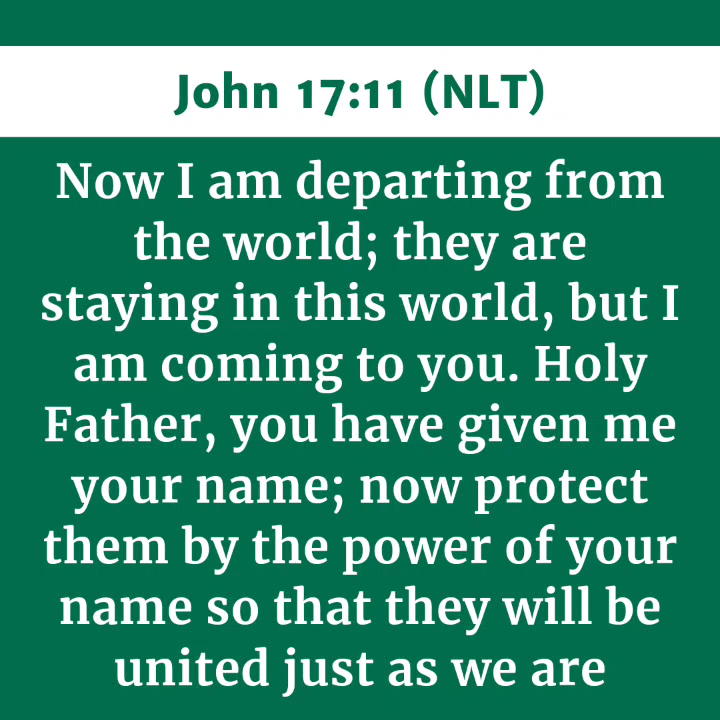 John 17:11 (NLT)
Now I am departing from
the world; they are
staying in this world, but I
am coming to you. Holy
Father, you have given me
your name; now protect
them by the power of your
name so that they will be
united just as we are